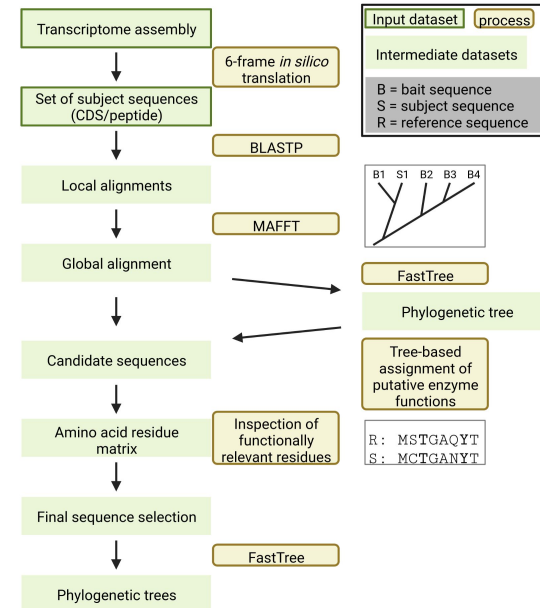 Transcriptome assembly
6-frame in silico
translation
Set of subject sequences
(CDS/peptide)
BLASTP
Local alignments
MAFFT
Global alignment
Candidate sequences
Amino acid residue
matrix
Inspection of
functionally
relevant residues
Final sequence selection
FastTree
Phylogenetic trees
Input dataset
process
Intermediate datasets
B = bait sequence
S = subject sequence
R = reference sequence
B1 S1 B2 B3 B4
FastTree
Phylogenetic tree
Tree-based
assignment of
putative enzyme
functions
R: MSTGAQYT
S: MCTGANYT